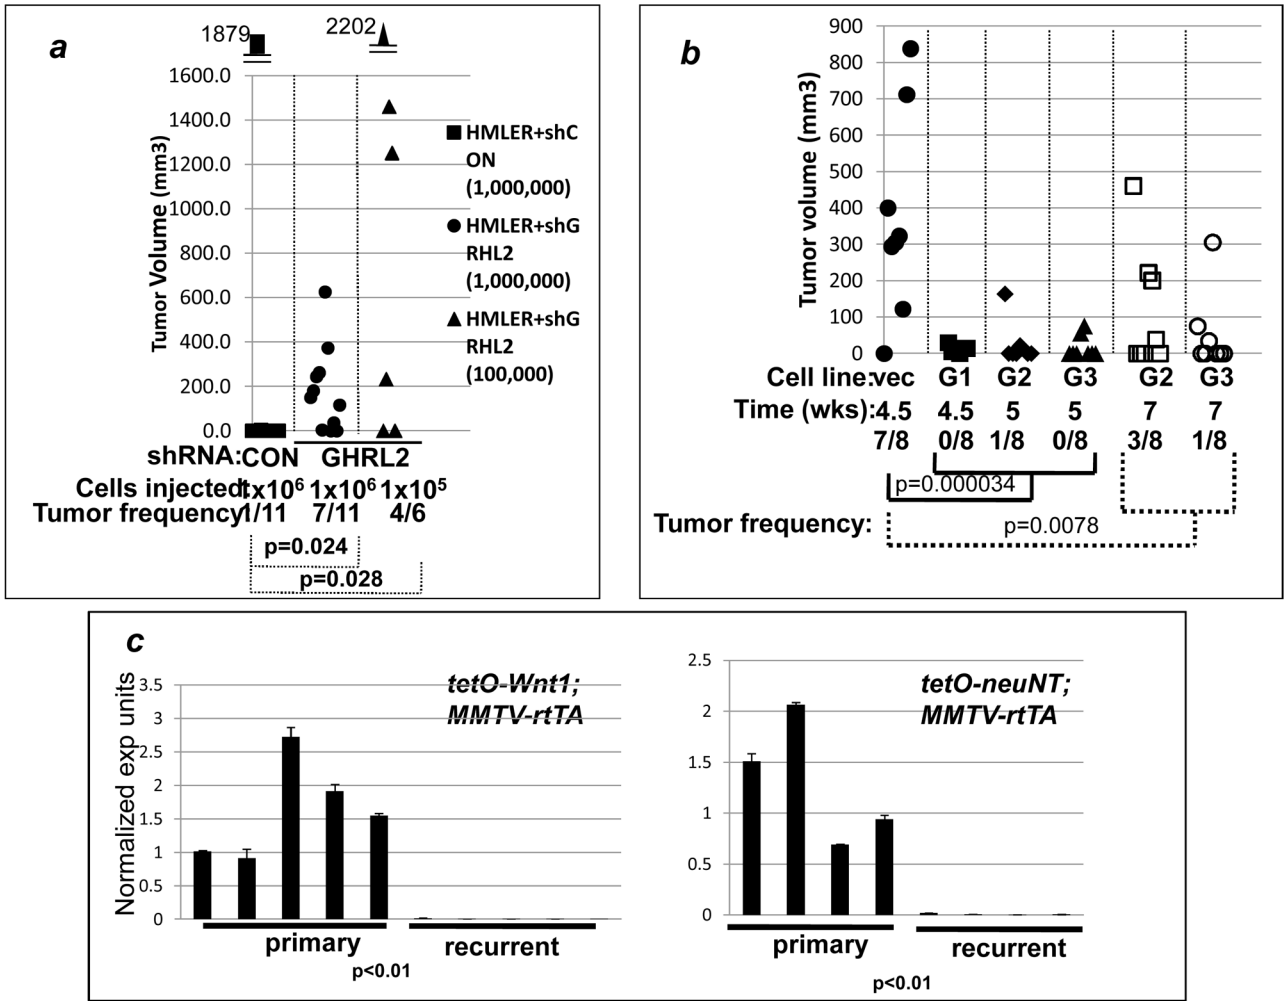 a
1879
2202
Tumor Volume (mm3)
1600.0
1400.0
1200.0
1000.0
800.0
600.0
400.0
200.0
0.0
HMLER+shC
ON
(1,000,000)
HMLER+shG
RHL2
(1,000,000)
HMLER+shG
RHL2
(100,000)
shRNA: CON GHRL2
Cells injected: 1x10⁶ 1x10⁶ 1x10⁵
Tumor frequency: 1/11 7/11 4/6
p=0.024
p=0.028
b
Tumor volume (mm3)
900
800
700
600
500
400
300
200
100
0
Cell line: vec G1 G2 G3 G2 G3
Time (wks): 4.5 4.5 5 5 7 7
7/8 0/8 1/8 0/8 3/8 1/8
p=0.000034
Tumor frequency:
p=0.0078
c
Normalized exp units
3.5
3
2.5
2
1.5
1
0.5
0
tetO-Wnt1;
MMTV-rtTA
primary recurrent
p<0.01
2.5
2
1.5
1
0.5
0
tetO-neuNT;
MMTV-rtTA
primary recurrent
p<0.01